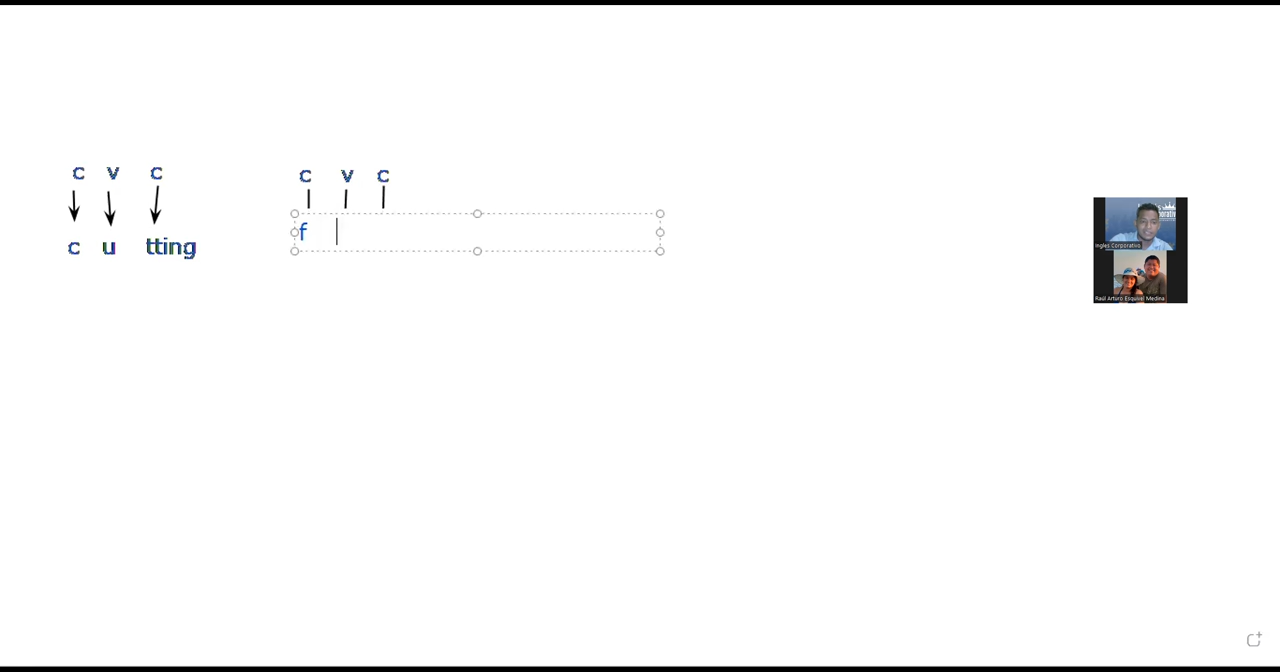 c v c
c v c
c u tting
f
Ingles Corporativo
Raúl Arturo Esquivel Medina